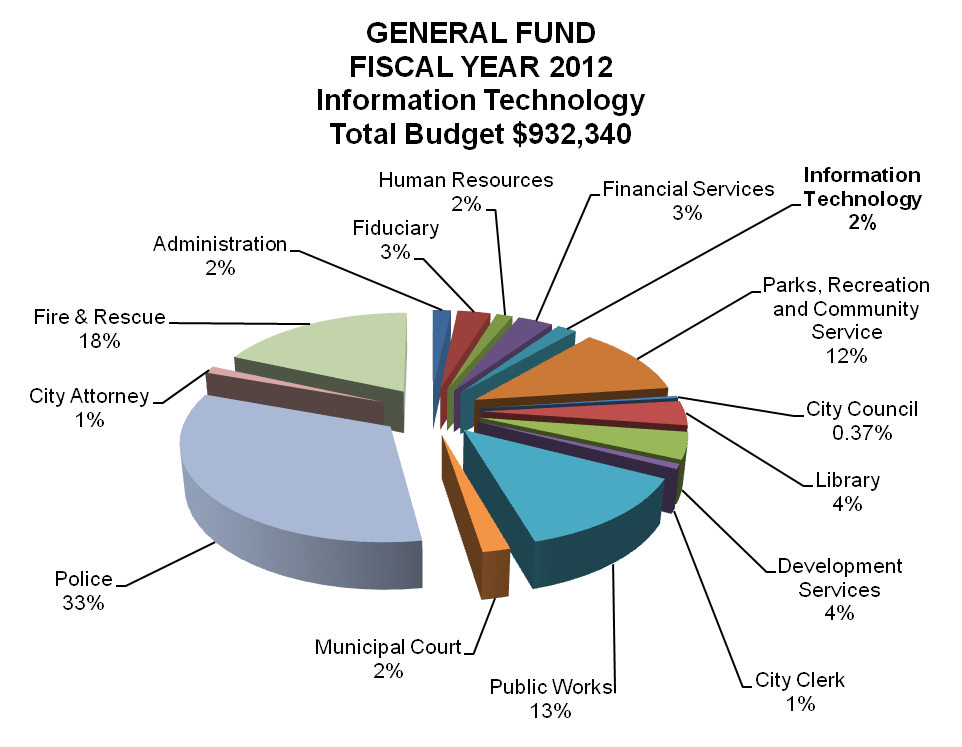 GENERAL FUND
FISCAL YEAR 2012
Information Technology
Total Budget $932,340
Human Resources
2%
Financial Services
3%
Information
Technology
2%
Fiduciary
3%
Administration
2%
Parks, Recreation
and Community
Service
12%
Fire & Rescue
18%
City Attorney
1%
City Council
0.37%
Library
4%
Development
Services
4%
Police
33%
Municipal Court
2%
Public Works
13%
City Clerk
1%